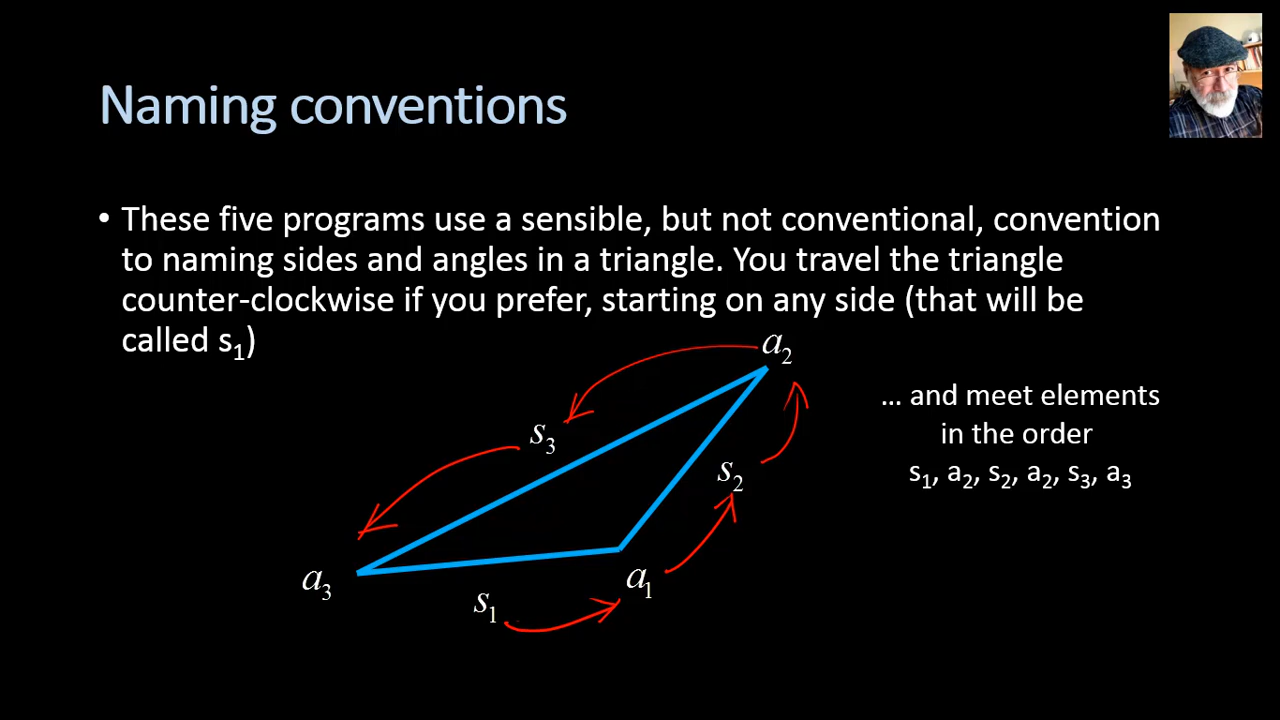 Naming conventions
• These five programs use a sensible, but not conventional, convention
to naming sides and angles in a triangle. You travel the triangle
counter-clockwise if you prefer, starting on any side (that will be
called s₁)
a₂
... and meet elements
in the order
s₁, a₂, s₂, a₂, s₃, a₃
s₃
s₂
a₃
a₁
s₁